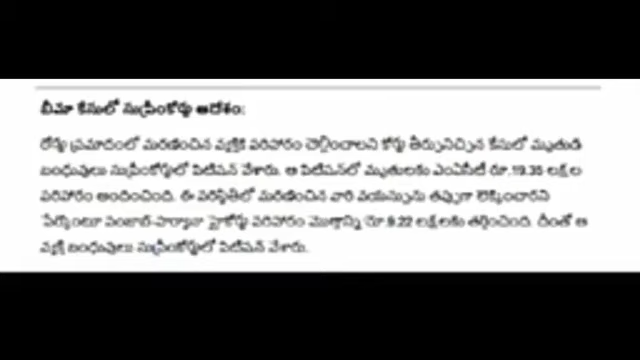 బీమా కేసులో సుప్రీంకోర్టు ఆదేశం:
రోడ్డు ప్రమాదంలో మరణించిన వ్యక్తికి పరిహారం చెల్లించాలని కోర్టు తీర్పునిచ్చిన కేసులో మృతుడి
బంధువులు సుప్రీంకోర్టులో పిటిషన్ వేశారు. ఆ పిటిషన్‌లో మృతులకు ఎంఏసీటీ రూ.19.35 లక్షల
పరిహారం అందించింది. ఈ పరిస్థితిలో మరణించిన వారి వయస్సును తప్పుగా లెక్కించారని
పేర్కొంటూ పంజాబ్-హర్యానా హైకోర్టు పరిహారం మొత్తాన్ని రూ.9.22 లక్షలకు తగ్గించింది. దీంతో ఆ
వ్యక్తి బంధువులు సుప్రీంకోర్టులో పిటిషన్ వేశారు.